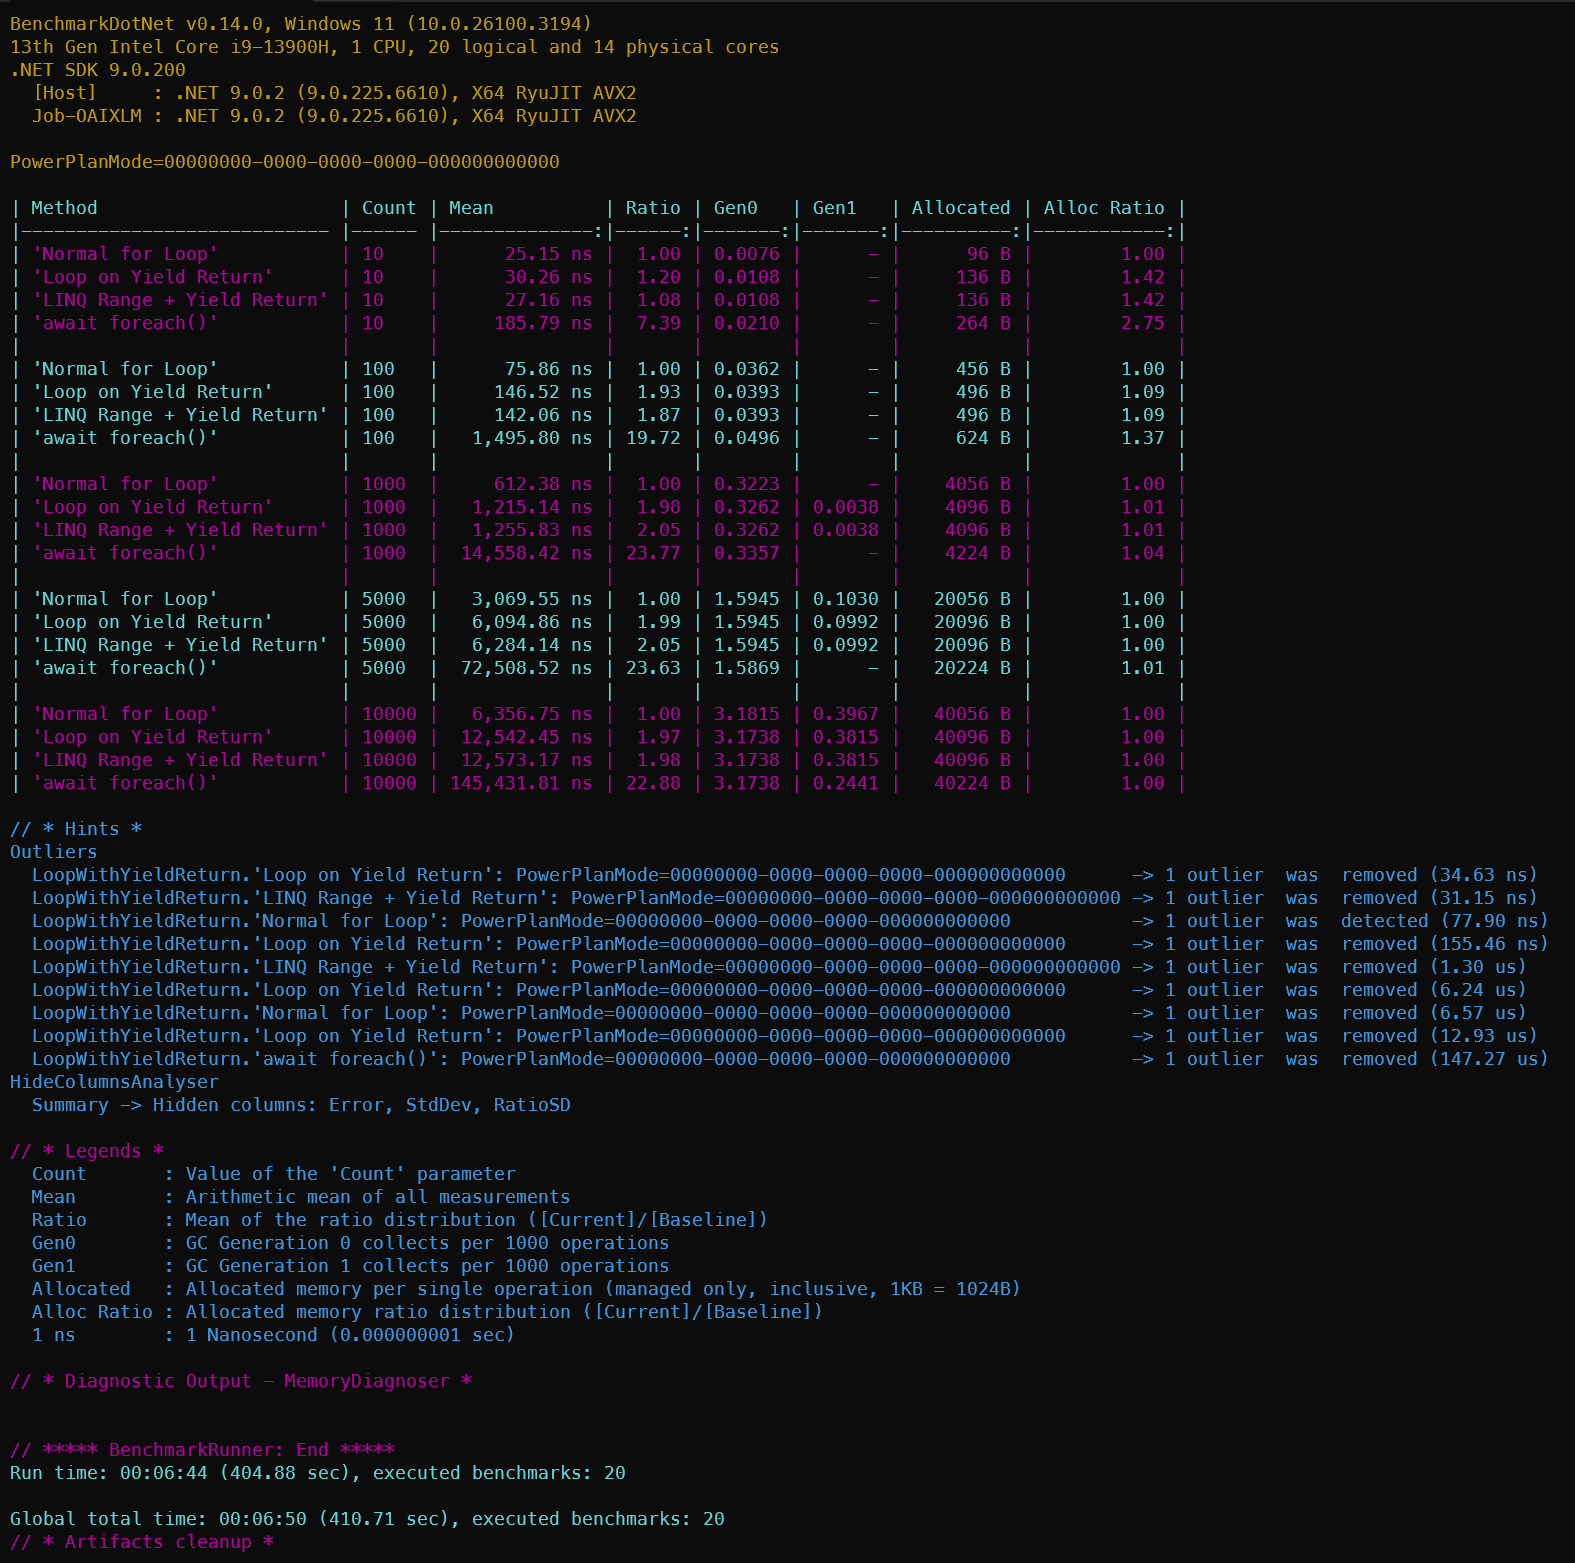 BenchmarkDotNet v0.14.0, Windows 11 (10.0.26100.3194)
13th Gen Intel Core i9-13900H, 1 CPU, 20 logical and 14 physical cores
.NET SDK 9.0.200
  [Host]     : .NET 9.0.2 (9.0.225.6610), X64 RyuJIT AVX2
  Job-OAIXLM : .NET 9.0.2 (9.0.225.6610), X64 RyuJIT AVX2

PowerPlanMode=00000000-0000-0000-0000-000000000000

| Method                      | Count | Mean          | Ratio | Gen0   | Gen1   | Allocated | Alloc Ratio |
|---------------------------- |------ |--------------:|------:|-------:|-------:|----------:|------------:|
| 'Normal for Loop'           | 10    |      25.15 ns |  1.00 | 0.0076 |      - |      96 B |        1.00 |
| 'Loop on Yield Return'      | 10    |      30.26 ns |  1.20 | 0.0108 |      - |     136 B |        1.42 |
| 'LINQ Range + Yield Return' | 10    |      27.16 ns |  1.08 | 0.0108 |      - |     136 B |        1.42 |
| 'await foreach()'           | 10    |     185.79 ns |  7.39 | 0.0210 |      - |     264 B |        2.75 |
|                             |       |               |       |        |        |           |             |
| 'Normal for Loop'           | 100   |      75.86 ns |  1.00 | 0.0362 |      - |     456 B |        1.00 |
| 'Loop on Yield Return'      | 100   |     146.52 ns |  1.93 | 0.0393 |      - |     496 B |        1.09 |
| 'LINQ Range + Yield Return' | 100   |     142.06 ns |  1.87 | 0.0393 |      - |     496 B |        1.09 |
| 'await foreach()'           | 100   |   1,495.80 ns | 19.72 | 0.0496 |      - |     624 B |        1.37 |
|                             |       |               |       |        |        |           |             |
| 'Normal for Loop'           | 1000  |     612.38 ns |  1.00 | 0.3223 |      - |    4056 B |        1.00 |
| 'Loop on Yield Return'      | 1000  |   1,215.14 ns |  1.98 | 0.3262 | 0.0038 |    4096 B |        1.01 |
| 'LINQ Range + Yield Return' | 1000  |   1,255.83 ns |  2.05 | 0.3262 | 0.0038 |    4096 B |        1.01 |
| 'await foreach()'           | 1000  |  14,558.42 ns | 23.77 | 0.3357 |      - |    4224 B |        1.04 |
|                             |       |               |       |        |        |           |             |
| 'Normal for Loop'           | 5000  |   3,069.55 ns |  1.00 | 1.5945 | 0.1030 |   20056 B |        1.00 |
| 'Loop on Yield Return'      | 5000  |   6,094.86 ns |  1.99 | 1.5945 | 0.0992 |   20096 B |        1.00 |
| 'LINQ Range + Yield Return' | 5000  |   6,284.14 ns |  2.05 | 1.5945 | 0.0992 |   20096 B |        1.00 |
| 'await foreach()'           | 5000  |  72,508.52 ns | 23.63 | 1.5869 |      - |   20224 B |        1.01 |
|                             |       |               |       |        |        |           |             |
| 'Normal for Loop'           | 10000 |   6,356.75 ns |  1.00 | 3.1815 | 0.3967 |   40056 B |        1.00 |
| 'Loop on Yield Return'      | 10000 |  12,542.45 ns |  1.97 | 3.1738 | 0.3815 |   40096 B |        1.00 |
| 'LINQ Range + Yield Return' | 10000 |  12,573.17 ns |  1.98 | 3.1738 | 0.3815 |   40096 B |        1.00 |
| 'await foreach()'           | 10000 | 145,431.81 ns | 22.88 | 3.1738 | 0.2441 |   40224 B |        1.00 |

// * Hints *
Outliers
  LoopWithYieldReturn.'Loop on Yield Return': PowerPlanMode=00000000-0000-0000-0000-000000000000      -> 1 outlier  was  removed (34.63 ns)
  LoopWithYieldReturn.'LINQ Range + Yield Return': PowerPlanMode=00000000-0000-0000-0000-000000000000 -> 1 outlier  was  removed (31.15 ns)
  LoopWithYieldReturn.'Normal for Loop': PowerPlanMode=00000000-0000-0000-0000-000000000000           -> 1 outlier  was  detected (77.90 ns)
  LoopWithYieldReturn.'Loop on Yield Return': PowerPlanMode=00000000-0000-0000-0000-000000000000      -> 1 outlier  was  removed (155.46 ns)
  LoopWithYieldReturn.'LINQ Range + Yield Return': PowerPlanMode=00000000-0000-0000-0000-000000000000 -> 1 outlier  was  removed (1.30 us)
  LoopWithYieldReturn.'Loop on Yield Return': PowerPlanMode=00000000-0000-0000-0000-000000000000      -> 1 outlier  was  removed (6.24 us)
  LoopWithYieldReturn.'Normal for Loop': PowerPlanMode=00000000-0000-0000-0000-000000000000           -> 1 outlier  was  removed (6.57 us)
  LoopWithYieldReturn.'Loop on Yield Return': PowerPlanMode=00000000-0000-0000-0000-000000000000      -> 1 outlier  was  removed (12.93 us)
  LoopWithYieldReturn.'await foreach()': PowerPlanMode=00000000-0000-0000-0000-000000000000           -> 1 outlier  was  removed (147.27 us)
HideColumnsAnalyser
  Summary -> Hidden columns: Error, StdDev, RatioSD

// * Legends *
  Count       : Value of the 'Count' parameter
  Mean        : Arithmetic mean of all measurements
  Ratio       : Mean of the ratio distribution ([Current]/[Baseline])
  Gen0        : GC Generation 0 collects per 1000 operations
  Gen1        : GC Generation 1 collects per 1000 operations
  Allocated   : Allocated memory per single operation (managed only, inclusive, 1KB = 1024B)
  Alloc Ratio : Allocated memory ratio distribution ([Current]/[Baseline])
  1 ns        : 1 Nanosecond (0.000000001 sec)

// * Diagnostic Output - MemoryDiagnoser *

// ***** BenchmarkRunner: End *****
Run time: 00:06:44 (404.88 sec), executed benchmarks: 20

Global total time: 00:06:50 (410.71 sec), executed benchmarks: 20
// * Artifacts cleanup *